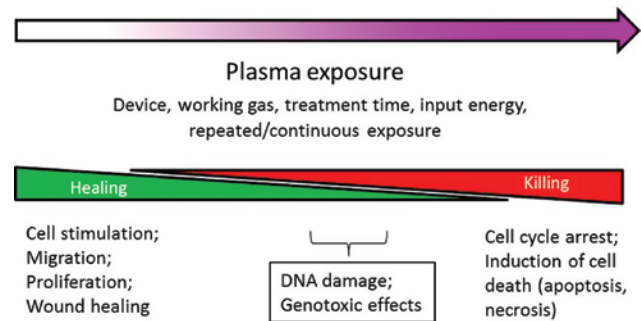 Plasma exposure
Device, working gas, treatment time, input energy,
repeated/continuous exposure
Healing
Killing
Cell stimulation;
Migration;
Proliferation;
Wound healing
DNA damage;
Genotoxic effects
Cell cycle arrest;
Induction of cell
death (apoptosis,
necrosis)